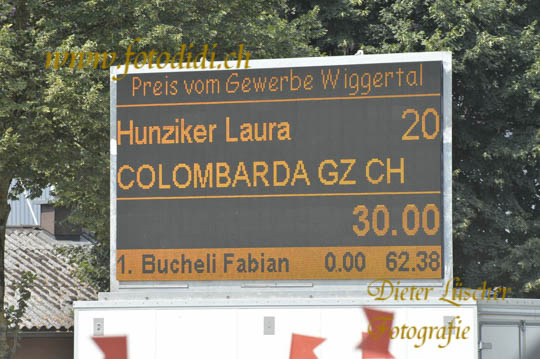 www.fotodidi.ch
Preis vom Gewerbe Wiggertal
Hunziker Laura 20
COLOMBARDA GZ CH
30.00
1. Bucheli Fabian 0.00 62.38
Dieter Lüscher
Fotografie